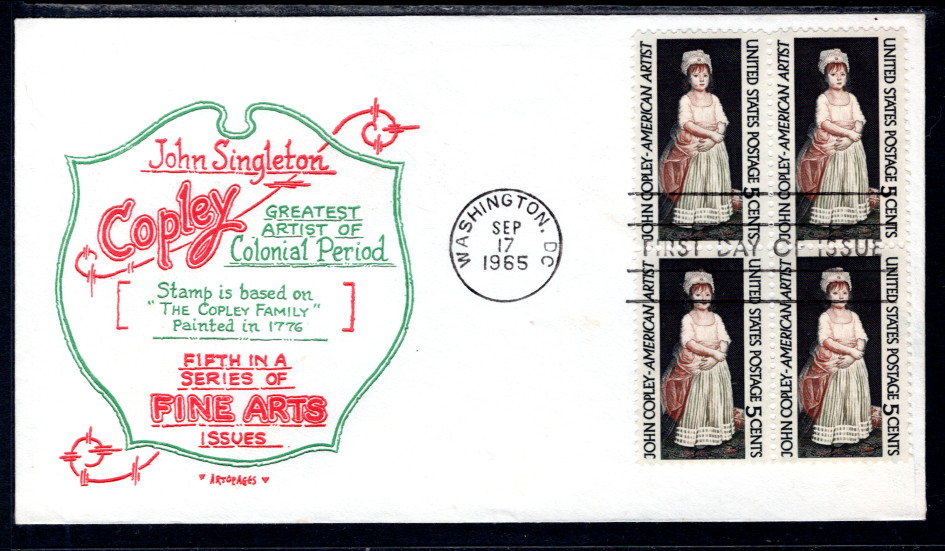 John Singleton
Copley
GREATEST
ARTIST OF
Colonial Period
[ Stamp is based on
"THE COPLEY FAMILY"
Painted in 1776 ]
FIFTH IN A
SERIES OF
FINE ARTS
ISSUES
ARTOPAGES
WASHINGTON, DC
SEP
17
1965
FIRST DAY OF ISSUE
JOHN COPLEY-AMERICAN ARTIST
UNITED STATES POSTAGE 5 CENTS
JOHN COPLEY-AMERICAN ARTIST
UNITED STATES POSTAGE 5 CENTS
JOHN COPLEY-AMERICAN ARTIST
UNITED STATES POSTAGE 5 CENTS
JOHN COPLEY-AMERICAN ARTIST
UNITED STATES POSTAGE 5 CENTS